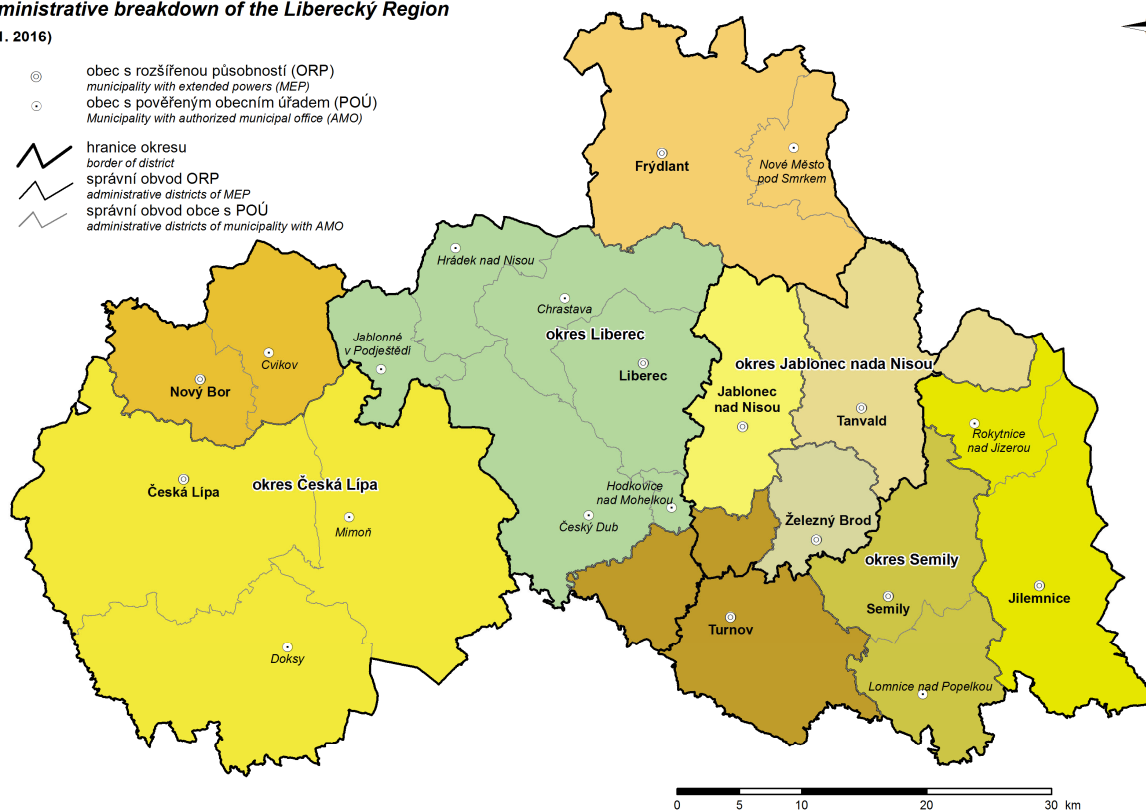 ministrative breakdown of the Liberecký Region
1. 2016)
obec s rozšířenou působností (ORP)
municipality with extended powers (MEP)
obec s pověřeným obecním úřadem (POÚ)
Municipality with authorized municipal office (AMO)
hranice okresu
border of district
správní obvod ORP
administrative districts of MEP
správní obvod obce s POÚ
administrative districts of municipality with AMO
Frýdlant
Nové Město
pod Smrkem
Hrádek nad Nisou
Chrastava
okres Liberec
Jablonné
v Podještědí
Cvikov
Nový Bor
Liberec
okres Jablonec nada Nisou
Jablonec
nad Nisou
Tanvald
Rokytnice
nad Jizerou
okres Česká Lípa
Česká Lípa
Mimoň
Hodkovice
nad Mohelkou
Český Dub
Železný Brod
okres Semily
Semily
Jilemnice
Turnov
Doksy
Lomnice nad Popelkou
0 5 10 20 30 km